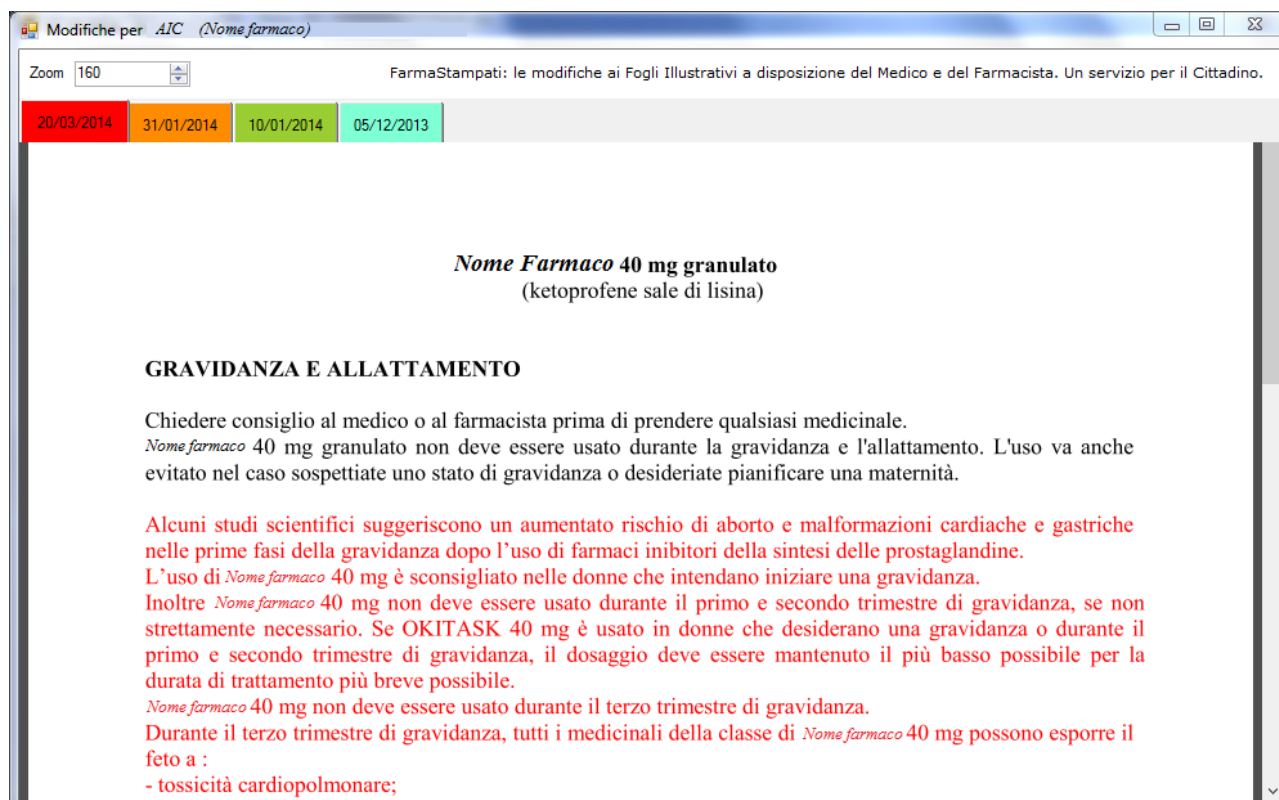 Modifiche per AIC (Nome farmaco)
Zoom 160 FarmaStampati: le modifiche ai Fogli Illustrativi a disposizione del Medico e del Farmacista. Un servizio per il Cittadino.
20/03/2014 31/01/2014 10/01/2014 05/12/2013
Nome Farmaco 40 mg granulato
(ketoprofene sale di lisina)
GRAVIDANZA E ALLATTAMENTO
Chiedere consiglio al medico o al farmacista prima di prendere qualsiasi medicinale.
Nome farmaco 40 mg granulato non deve essere usato durante la gravidanza e l'allattamento. L'uso va anche
evitato nel caso sospettiate uno stato di gravidanza o desideriate pianificare una maternità.
Alcuni studi scientifici suggeriscono un aumentato rischio di aborto e malformazioni cardiache e gastriche
nelle prime fasi della gravidanza dopo l’uso di farmaci inibitori della sintesi delle prostaglandine.
L’uso di Nome farmaco 40 mg è sconsigliato nelle donne che intendano iniziare una gravidanza.
Inoltre Nome farmaco 40 mg non deve essere usato durante il primo e secondo trimestre di gravidanza, se non
strettamente necessario. Se OKITASK 40 mg è usato in donne che desiderano una gravidanza o durante il
primo e secondo trimestre di gravidanza, il dosaggio deve essere mantenuto il più basso possibile per la
durata di trattamento più breve possibile.
Nome farmaco 40 mg non deve essere usato durante il terzo trimestre di gravidanza.
Durante il terzo trimestre di gravidanza, tutti i medicinali della classe di Nome farmaco 40 mg possono esporre il
feto a :
- tossicità cardiopolmonare;